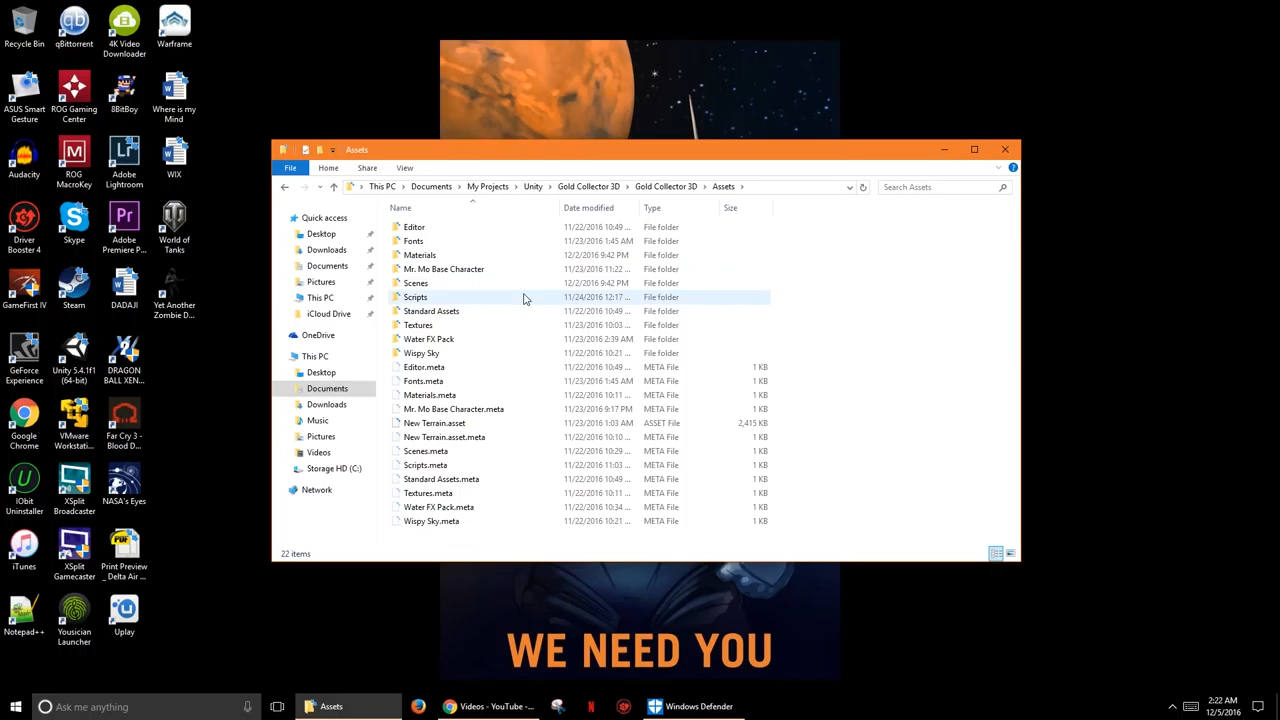 Recycle Bin
qBittorrent
4K Video Downloader
Warframe
ASUS Smart Gesture
ROG Gaming Center
8BitBoy
Where is my Mind
Audacity
ROG MacroKey
Adobe Lightroom
WIX
Driver Booster 4
Skype
Adobe Premiere P...
World of Tanks
GameFirst IV
Steam
DADAJI
Yet Another Zombie D...
GeForce Experience
Unity 5.4.1f1 (64-bit)
DRAGON BALL XEN...
Google Chrome
VMware Workstati...
Far Cry 3 - Blood D...
IObit Uninstaller
XSplit Broadcaster
NASA's Eyes
iTunes
XSplit Gamecaster
Print Preview _ Delta Air ...
Notepad++
Yousician Launcher
Uplay
Assets
File Home Share View
This PC Documents My Projects Unity Gold Collector 3D Gold Collector 3D Assets
Search Assets
Quick access
Desktop
Downloads
Documents
Pictures
This PC
iCloud Drive
OneDrive
This PC
Desktop
Documents
Downloads
Music
Pictures
Videos
Storage HD (C:)
Network
Name Date modified Type Size
Editor 11/22/2016 10:49 ... File folder
Fonts 11/23/2016 1:45 AM File folder
Materials 12/2/2016 9:42 PM File folder
Mr. Mo Base Character 11/23/2016 11:22 ... File folder
Scenes 12/2/2016 9:42 PM File folder
Scripts 11/24/2016 12:17 ... File folder
Standard Assets 11/22/2016 10:49 ... File folder
Textures 11/23/2016 10:03 ... File folder
Water FX Pack 11/23/2016 2:39 AM File folder
Wispy Sky 11/22/2016 10:21 ... File folder
Editor.meta 11/22/2016 10:49 ... META File 1 KB
Fonts.meta 11/23/2016 1:45 AM META File 1 KB
Materials.meta 11/22/2016 10:11 ... META File 1 KB
Mr. Mo Base Character.meta 11/23/2016 9:17 PM META File 1 KB
New Terrain.asset 11/23/2016 1:03 AM ASSET File 2,415 KB
New Terrain.asset.meta 11/22/2016 10:10 ... META File 1 KB
Scenes.meta 11/22/2016 10:29 ... META File 1 KB
Scripts.meta 11/22/2016 11:03 ... META File 1 KB
Standard Assets.meta 11/22/2016 10:49 ... META File 1 KB
Textures.meta 11/22/2016 10:11 ... META File 1 KB
Water FX Pack.meta 11/22/2016 10:34 ... META File 1 KB
Wispy Sky.meta 11/22/2016 10:21 ... META File 1 KB
22 items
WE NEED YOU
Ask me anything
Assets
Videos - YouTube -...
Windows Defender
2:22 AM
12/5/2016